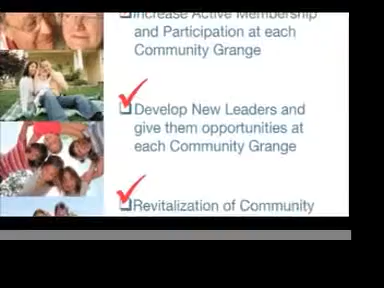 Increase Active Membership
and Participation at each
Community Grange
Develop New Leaders and
give them opportunities at
each Community Grange
Revitalization of Community